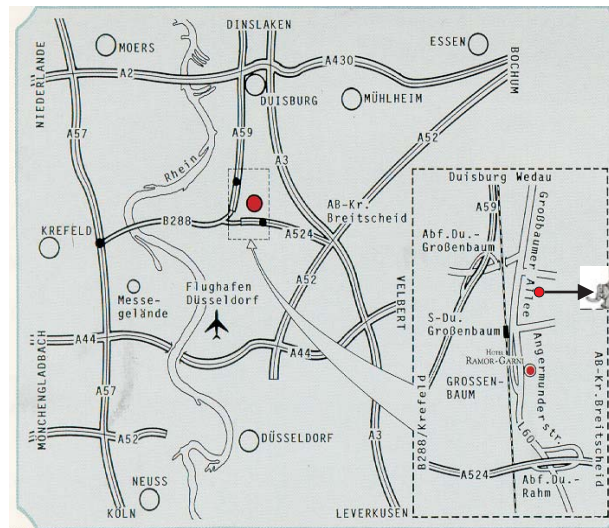 DINSLAKEN
MOERS
ESSEN
NIEDERLANDE
A2
A430
BOCHUM
DUISBURG
MÜHLHEIM
A57
A59
A3
A52
Rhein
AB-Kr.
Breitscheid
KREFELD
B288
A524
Messe-
gelände
Flughafen
Düsseldorf
A52
VELBERT
A44
A44
MÖNCHENGLADBACH
A57
A52
DÜSSELDORF
A3
NEUSS
KÖLN
LEVERKUSEN
Duisburg Wedau
A59
Großbaumer Allee
Abf.Du.-
Großenbaum
S-Du.
Großenbaum
HOTEL
RAMOR-GARNI
GROSSEN-
BAUM
Angermunderstr.
B288/Krefeld
L60
A524
Abf.Du.-
Rahm
AB-Kr.Breitscheid